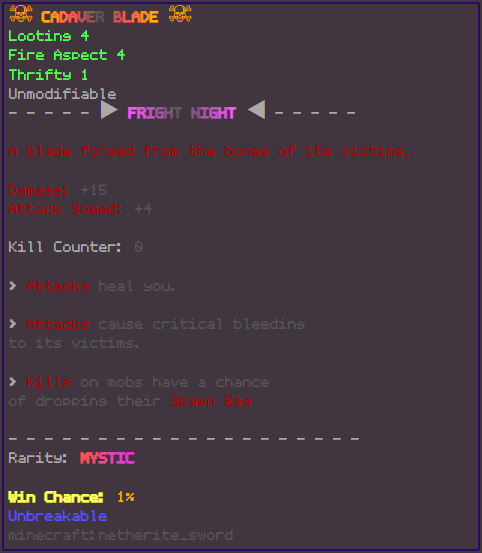 ☠ CADAVER BLADE ☠
Looting 4
Fire Aspect 4
Thrifty 1
Unmodifiable
- - - - - ▶ FRIGHT NIGHT ◀ - - - - -
A blade forged from the bones of its victims.
Damage: +15
Attack Speed: +4
Kill Counter: 0
> Attacks heal you.
> Attacks cause critical bleeding
to its victims.
> Kills on mobs have a chance
of dropping their Spawn Egg
- - - - - - - - - - - - - - - - - - - - -
Rarity: MYSTIC
Win Chance: 1%
Unbreakable
minecraft:netherite_sword